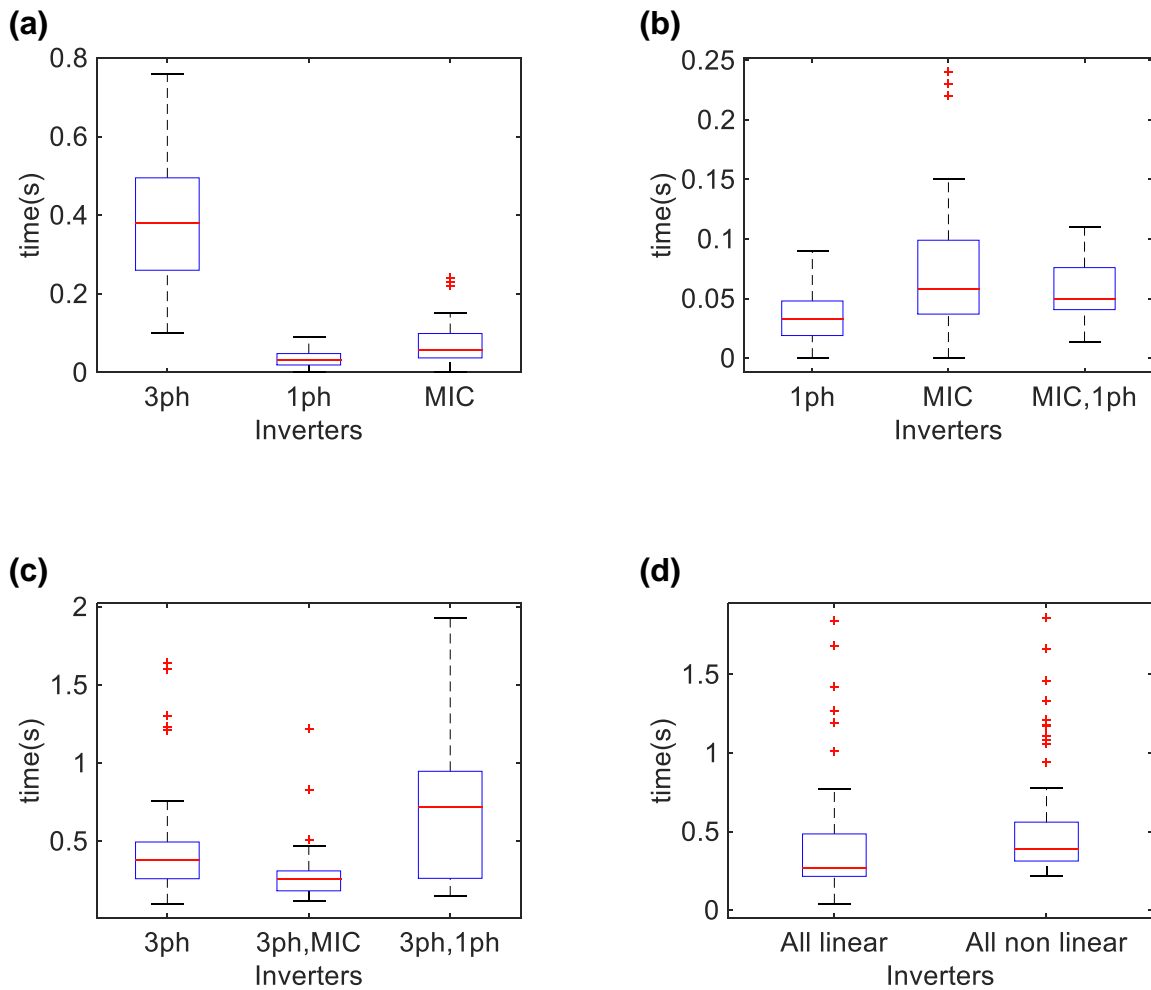 (a)
0.8
0.6
0.4
0.2
0
time(s)
3ph 1ph MIC
Inverters
(b)
0.25
0.2
0.15
0.1
0.05
0
time(s)
1ph MIC MIC,1ph
Inverters
(c)
2
1.5
1
0.5
time(s)
3ph 3ph,MIC 3ph,1ph
Inverters
(d)
1.5
1
0.5
0
time(s)
All linear All non linear
Inverters